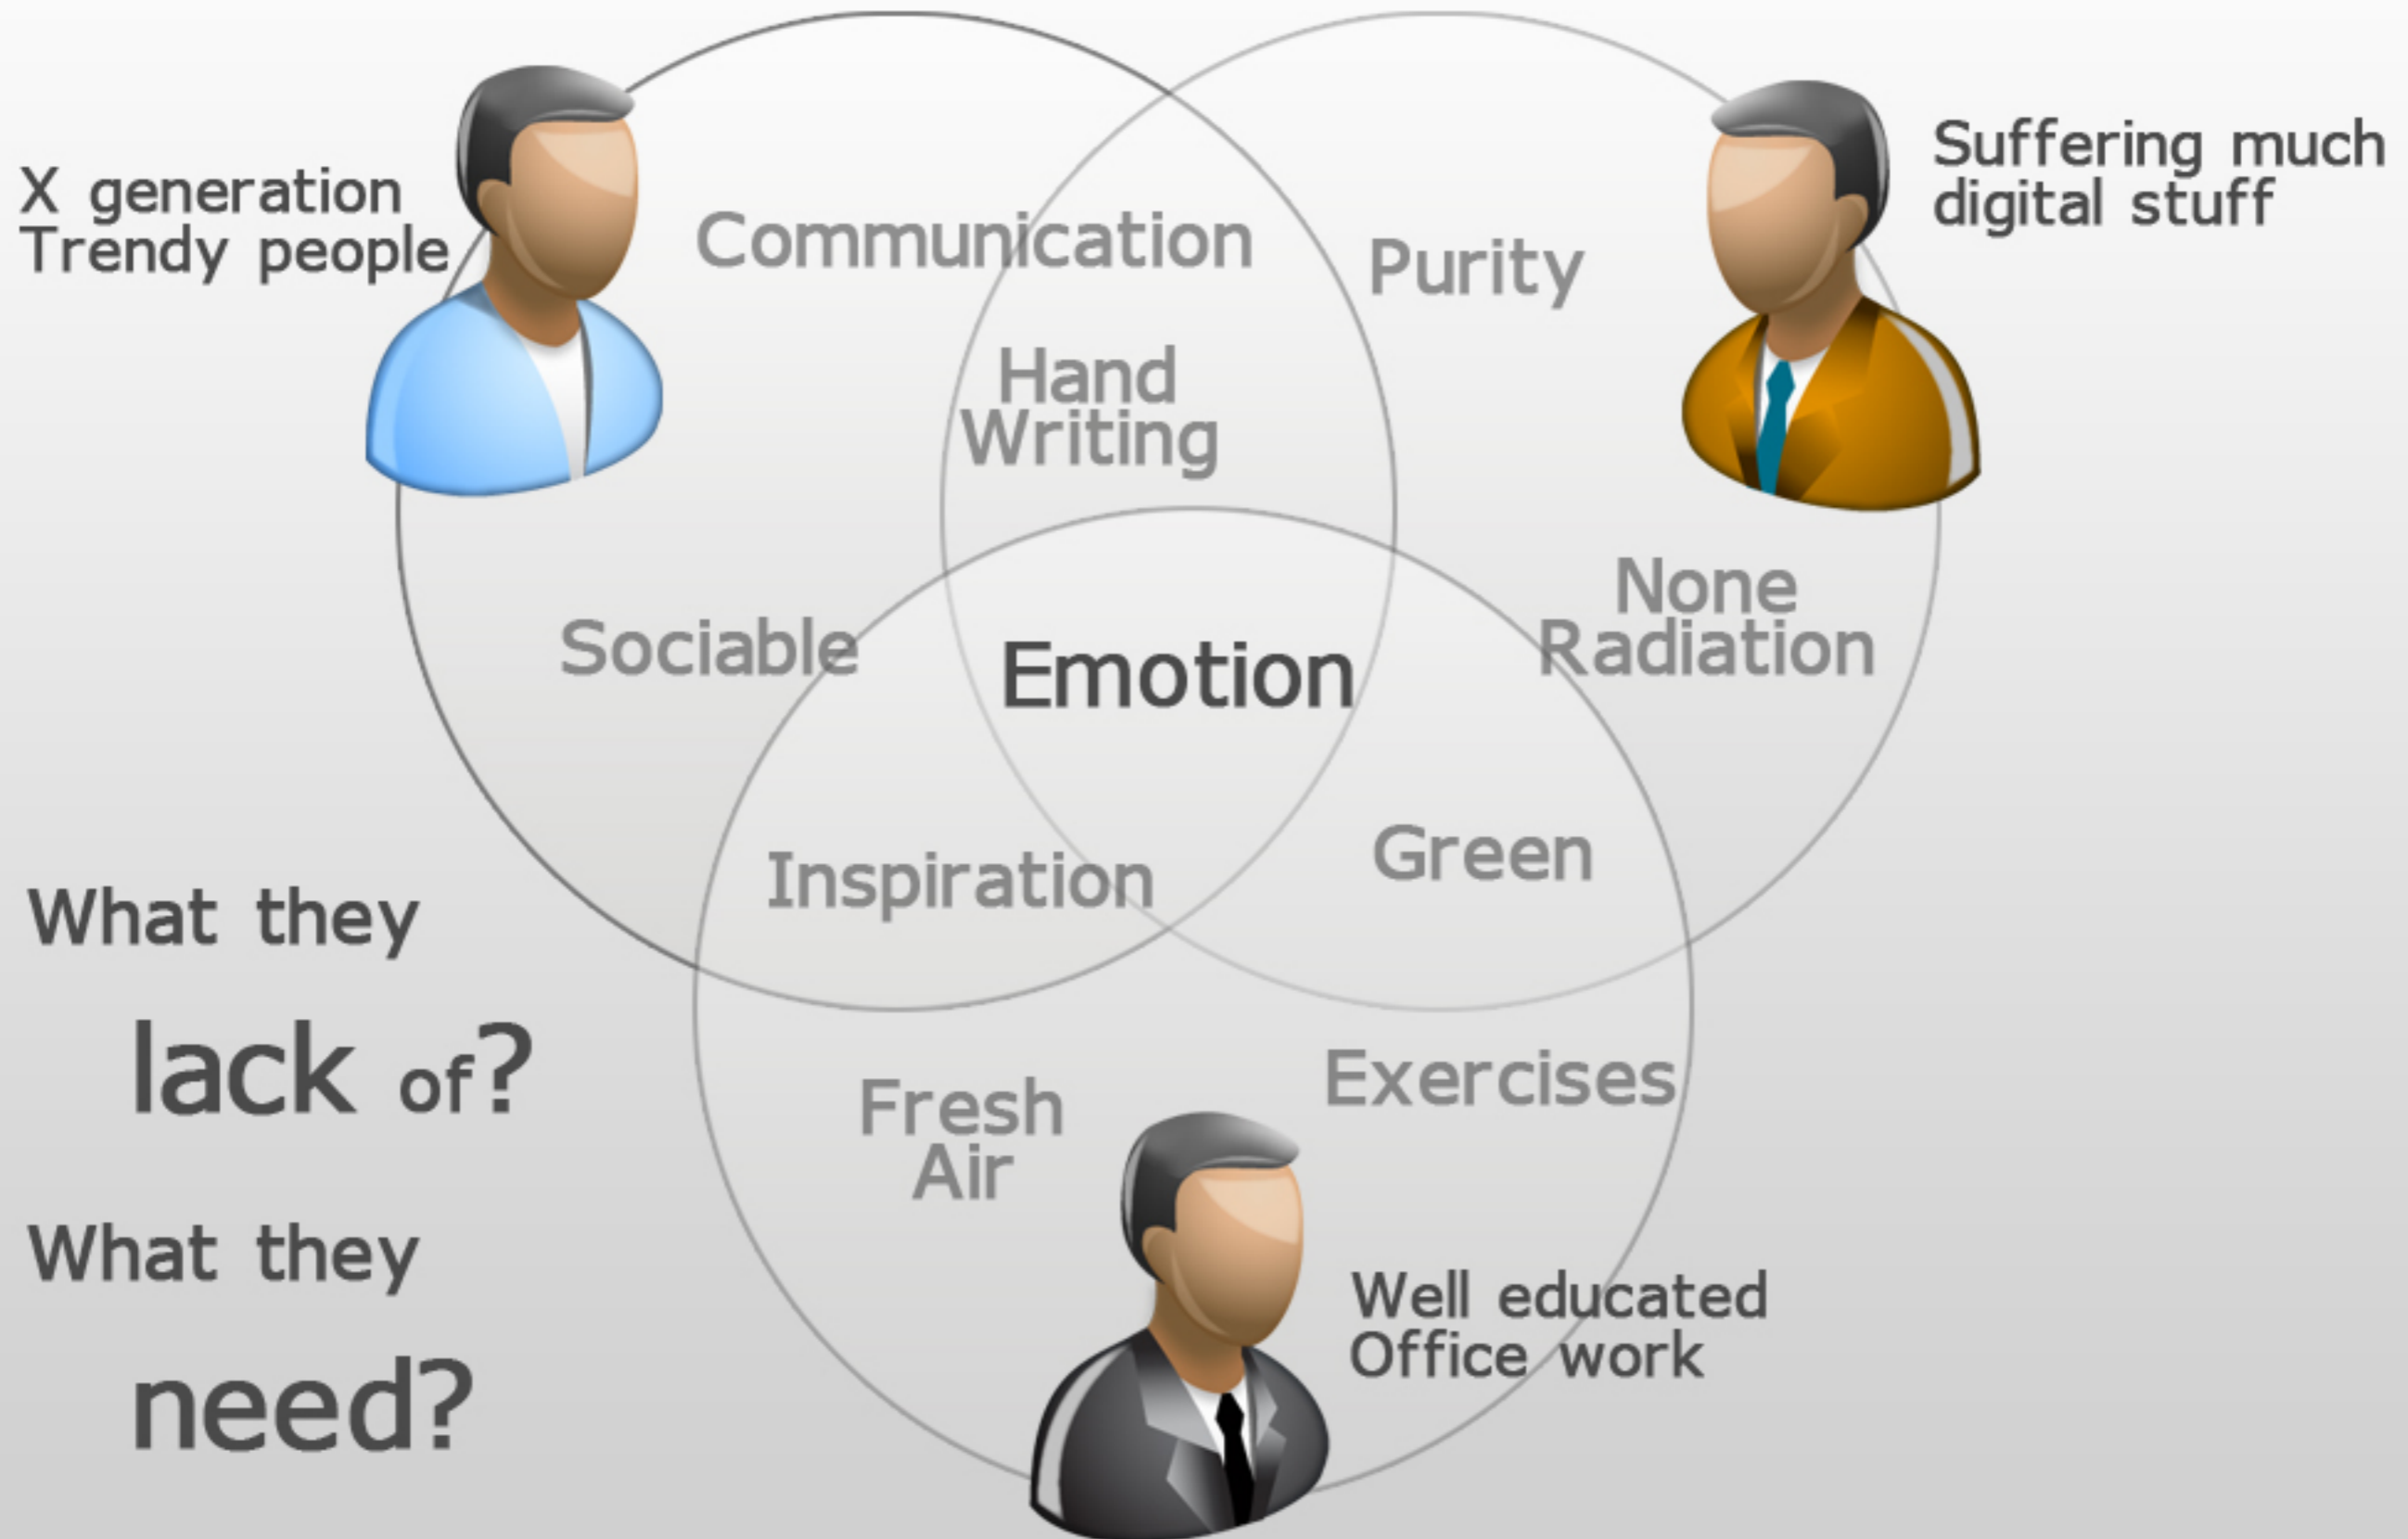 X generation
Trendy people
Suffering much
digital stuff
Communication
Purity
Hand
Writing
None
Radiation
Sociable
Emotion
Inspiration
Green
What they
lack of?
What they
need?
Fresh
Air
Exercises
Well educated
Office work